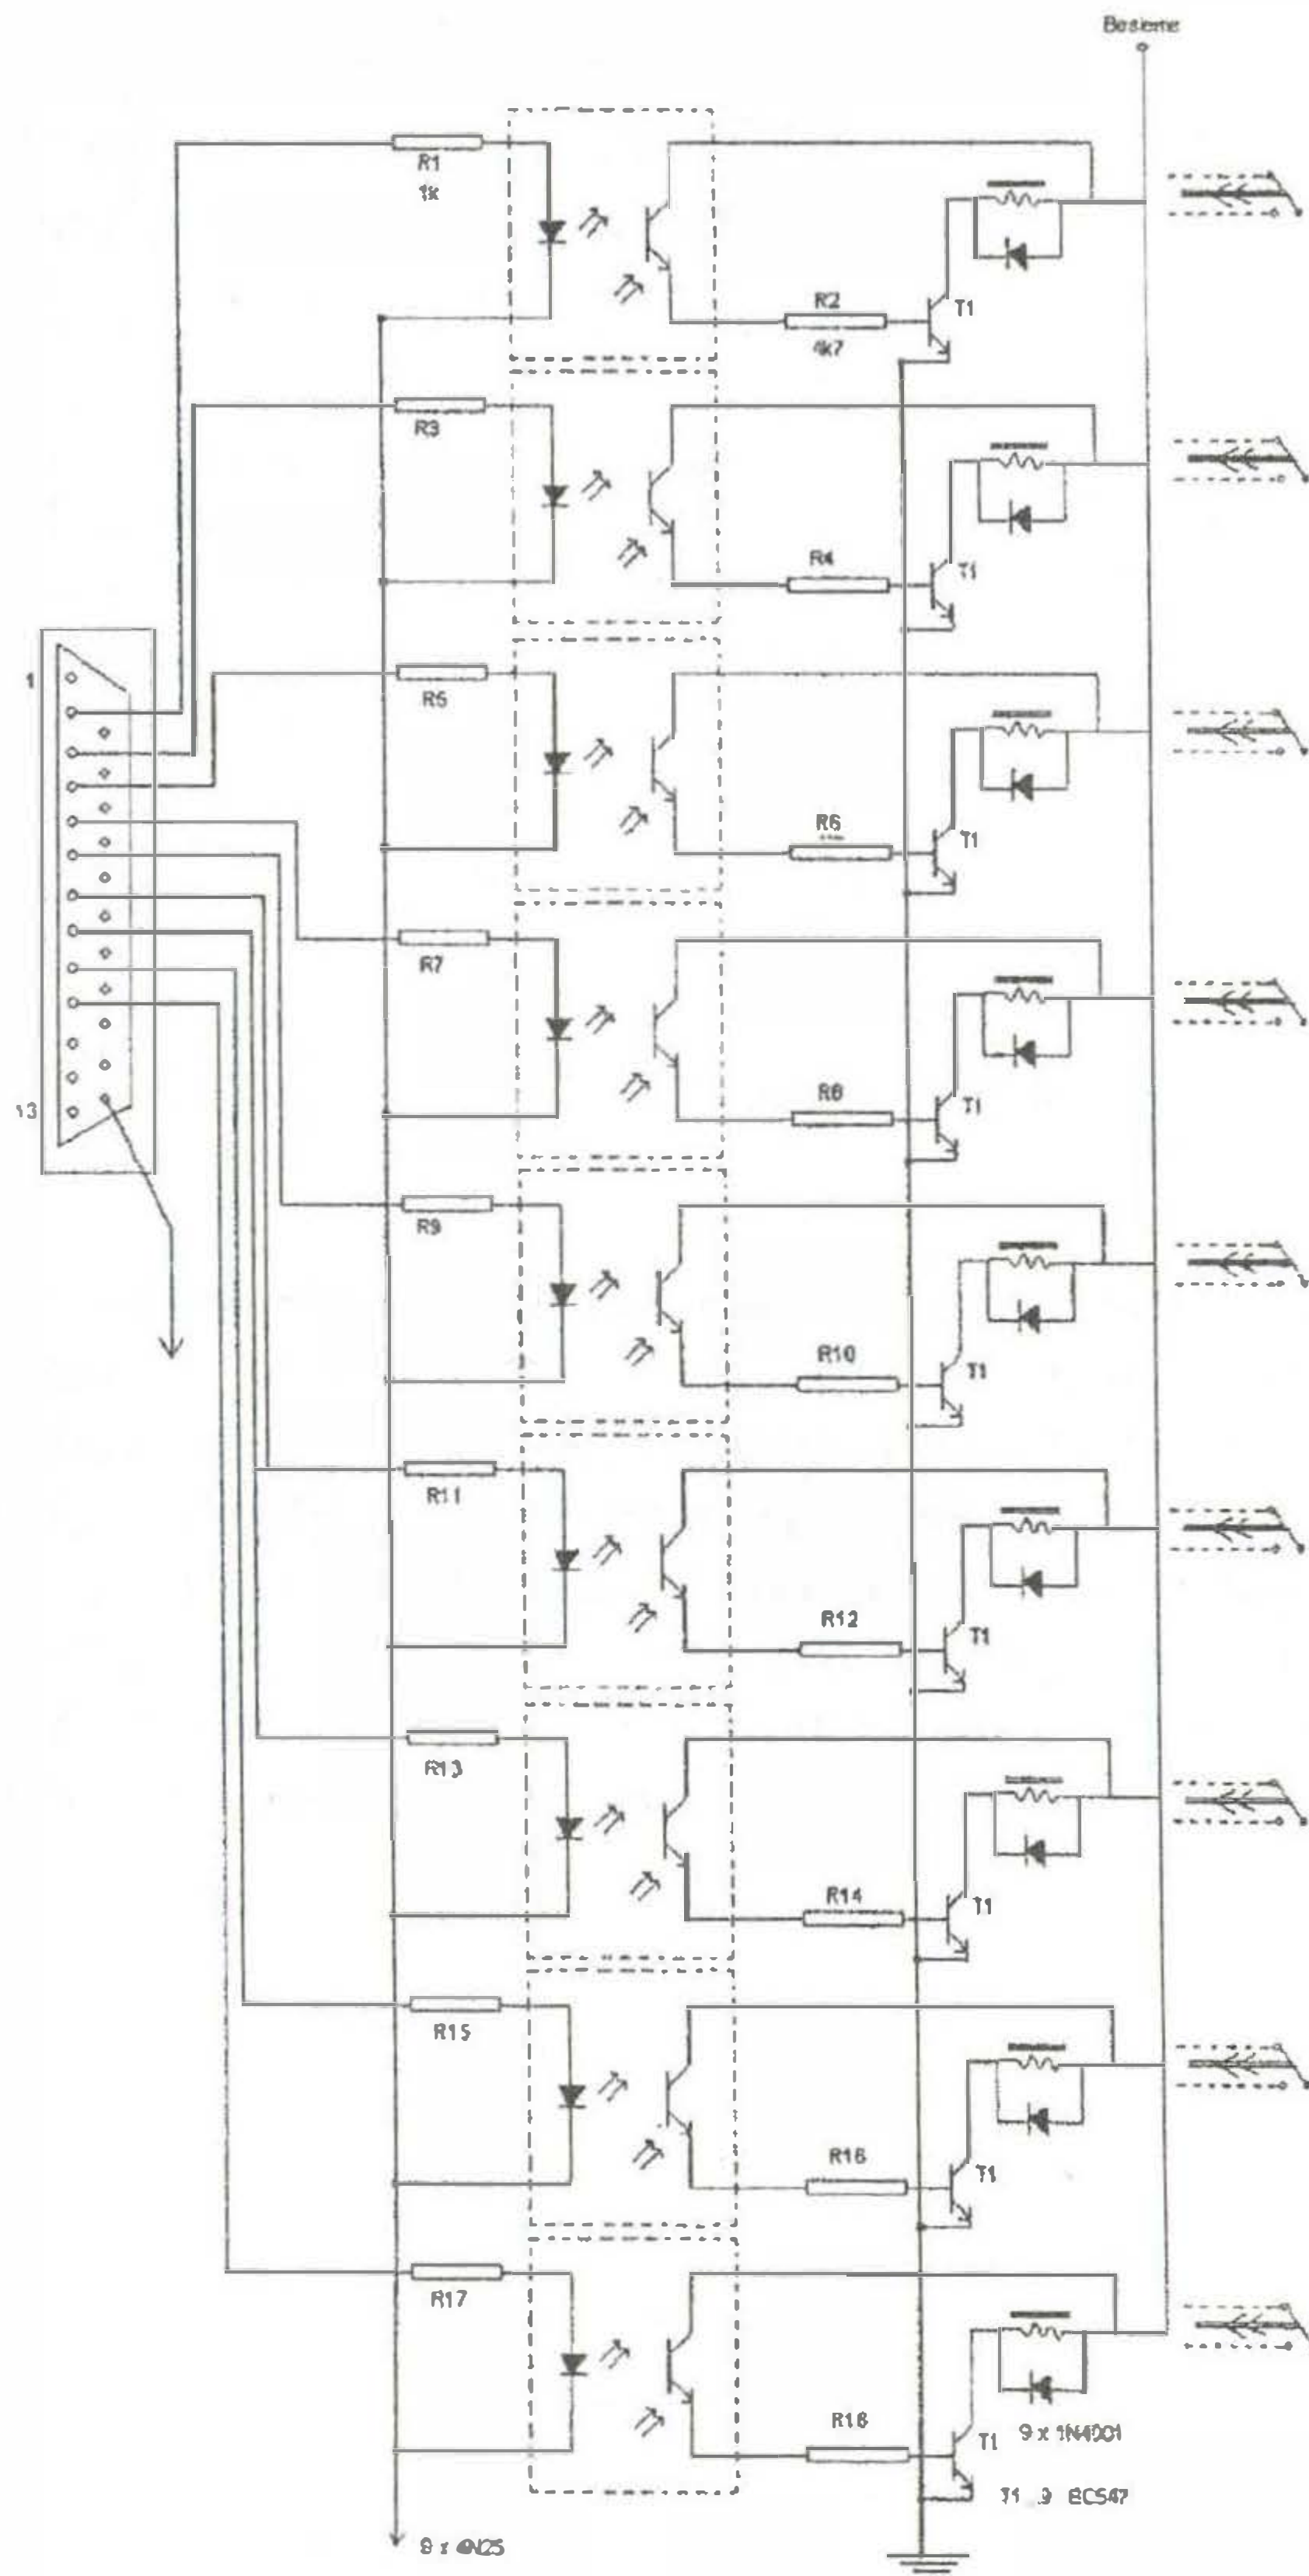 Besleme
R1
1k
R2
4k7
T1
R3
R4
T1
1
R5
R6
T1
R7
R8
T1
13
R9
R10
T1
R11
R12
T1
R13
R14
T1
R15
R16
T1
R17
R18
T1
9 x 1N4001
T1 .9 BC547
9 x 4N25